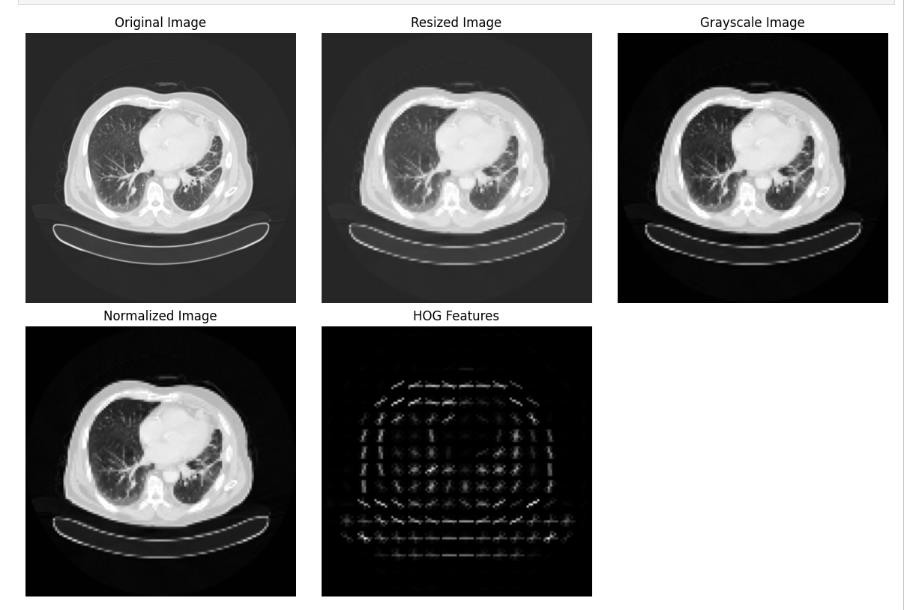 Original Image
Resized Image
Grayscale Image
Normalized Image
HOG Features